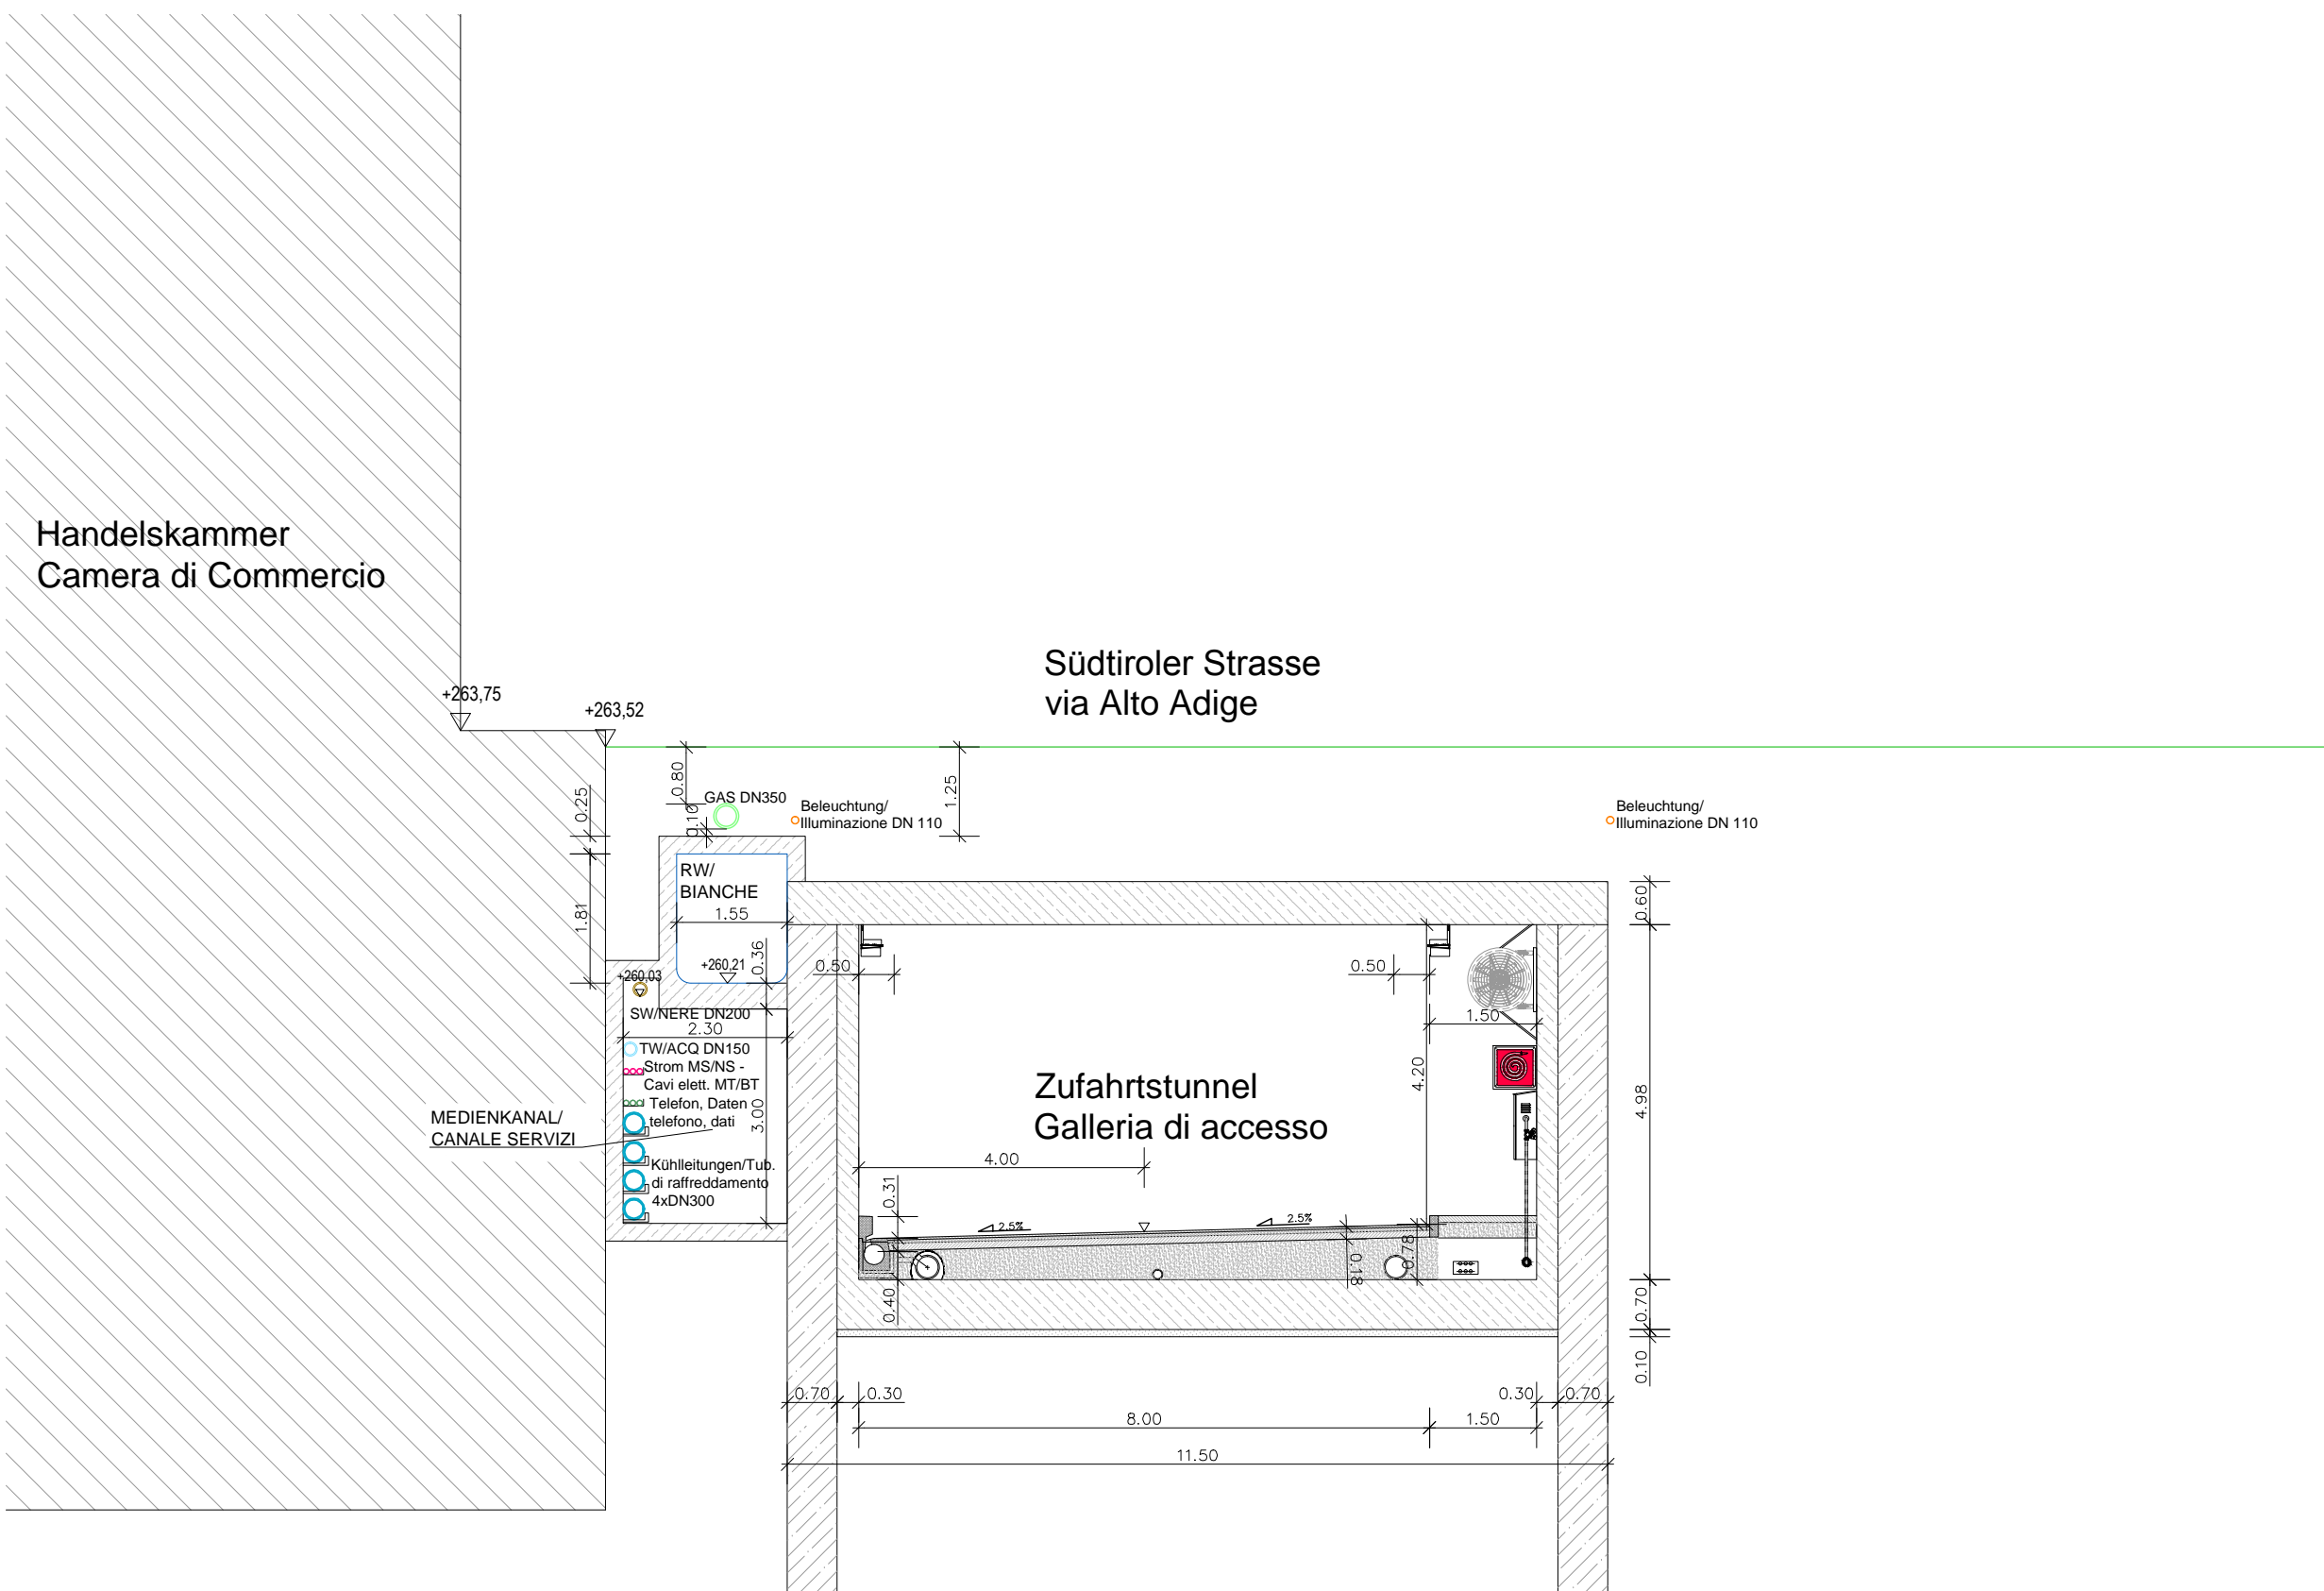 Handelskammer
Camera di Commercio
Südtiroler Strasse
via Alto Adige
+263,75
+263,52
0.80
1.25
0.25
0.10
GAS DN350
Beleuchtung/
Illuminazione DN 110
Beleuchtung/
Illuminazione DN 110
RW/
BIANCHE
1.55
1.81
0.36
+260,21
+260,03
SW/NERE DN200
2.30
TW/ACQ DN150
Strom MS/NS -
Cavi elett. MT/BT
Telefon, Daten
telefono, dati
3.00
MEDIENKANAL/
CANALE SERVIZI
Kühlleitungen/Tub.
di raffreddamento
4xDN300
0.50
0.50
1.50
4.20
0.60
4.98
Zufahrtstunnel
Galleria di accesso
4.00
0.31
2.5%
2.5%
0.78
0.18
0.40
0.70
0.10
0.70
0.30
0.30
0.70
8.00
1.50
11.50